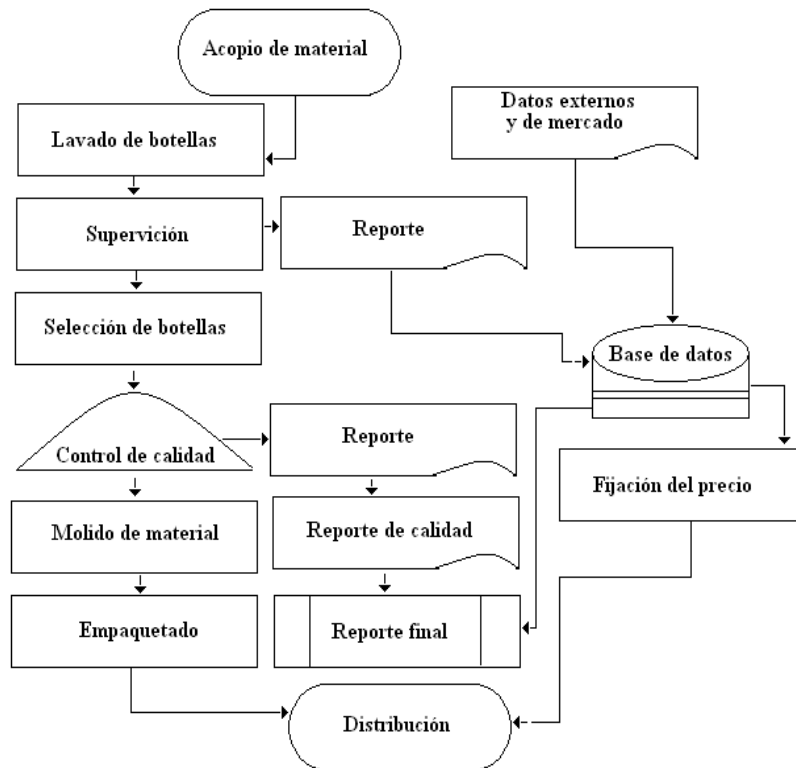 Acopio de material
Datos externos
y de mercado
Lavado de botellas
Supervición
Reporte
Selección de botellas
Base de datos
Control de calidad
Reporte
Fijación del precio
Molido de material
Reporte de calidad
Empaquetado
Reporte final
Distribución